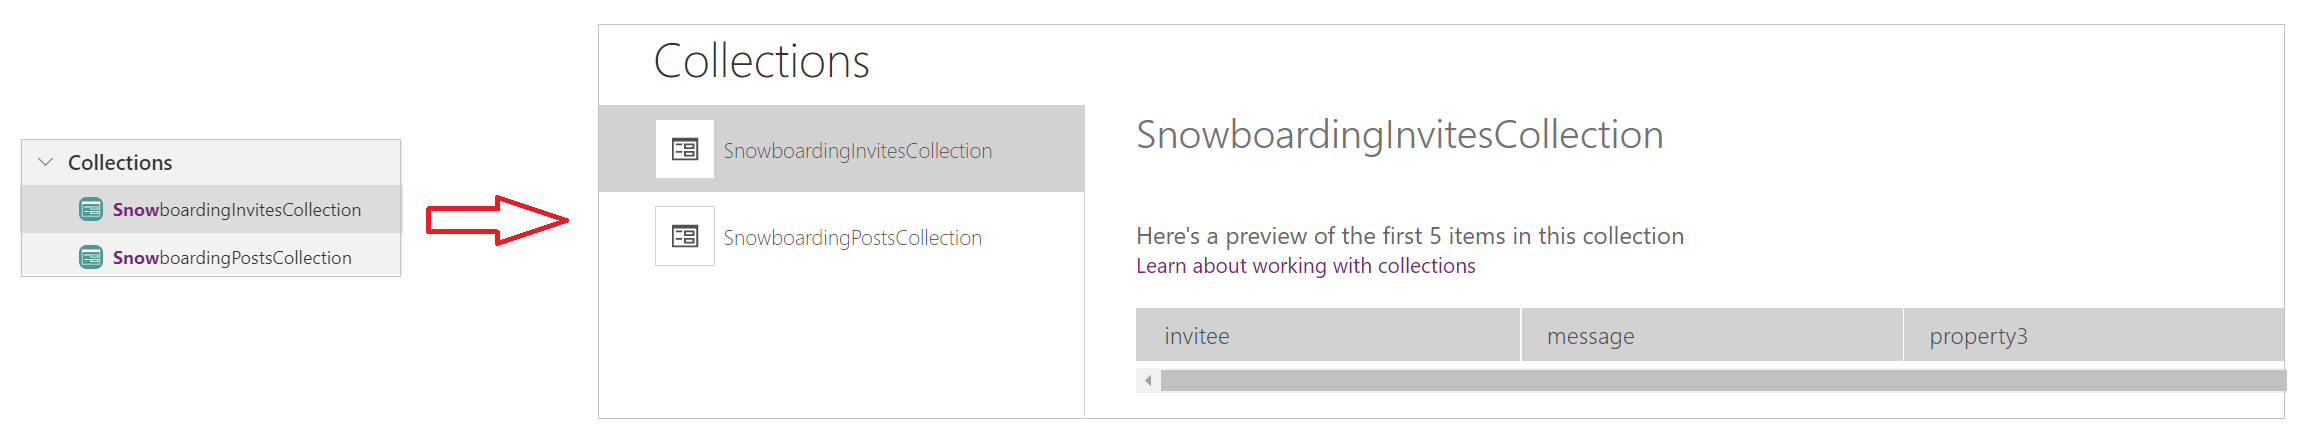 Collections
SnowboardingInvitesCollection
SnowboardingPostsCollection
Collections
SnowboardingInvitesCollection
SnowboardingPostsCollection
SnowboardingInvitesCollection
Here's a preview of the first 5 items in this collection
Learn about working with collections
invitee message property3